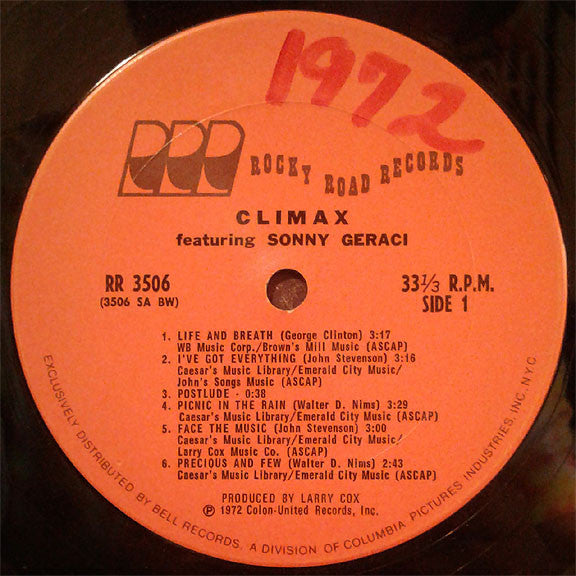 1972
RRR ROCKY ROAD RECORDS
CLIMAX
featuring SONNY GERACI
RR 3506
(3506 SA BW)
33 1/3 R.P.M.
SIDE 1
1. LIFE AND BREATH (George Clinton) 3:17
WB Music Corp./Brown's Mill Music (ASCAP)
2. I'VE GOT EVERYTHING (John Stevenson) 3:16
Caesar's Music Library/Emerald City Music/
John's Songs Music (ASCAP)
3. POSTLUDE - 0:38
4. PICNIC IN THE RAIN (Walter D. Nims) 3:29
Caesar's Music Library/Emerald City Music (ASCAP)
5. FACE THE MUSIC (John Stevenson) 3:00
Caesar's Music Library/Emerald City Music/
Larry Cox Music Co. (ASCAP)
6. PRECIOUS AND FEW (Walter D. Nims) 2:43
Caesar's Music Library/Emerald City Music (ASCAP)
PRODUCED BY LARRY COX
℗ 1972 Colon-United Records, Inc.
EXCLUSIVELY DISTRIBUTED BY BELL RECORDS, A DIVISION OF COLUMBIA PICTURES INDUSTRIES, INC. N.Y.C.